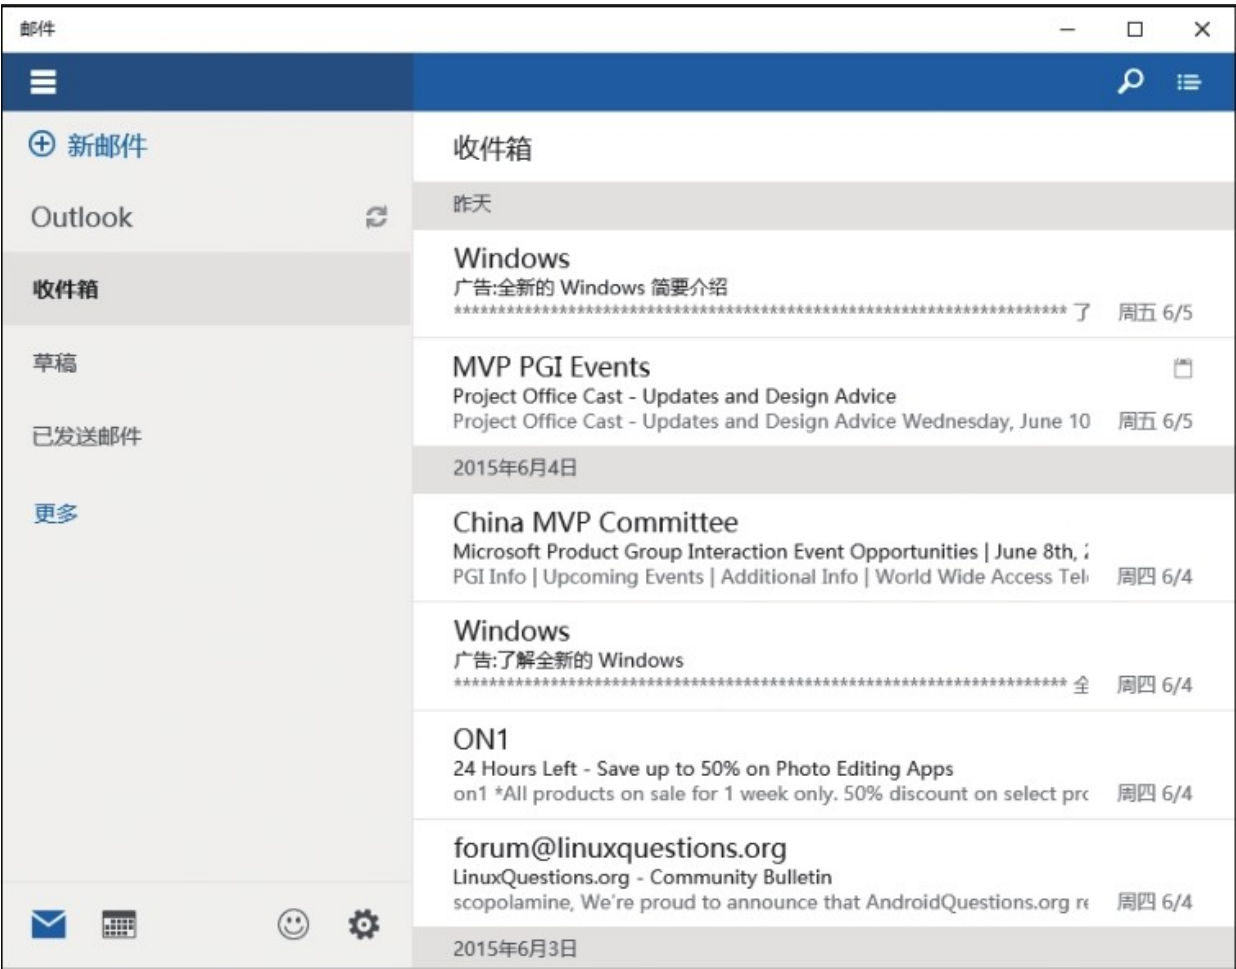 邮件
新邮件
Outlook
收件箱
草稿
已发送邮件
更多
收件箱
昨天
Windows
广告:全新的 Windows 简要介绍
********************************************************************** 了 周五 6/5
MVP PGI Events
Project Office Cast - Updates and Design Advice
Project Office Cast - Updates and Design Advice Wednesday, June 10 周五 6/5
2015年6月4日
China MVP Committee
Microsoft Product Group Interaction Event Opportunities | June 8th,
PGI Info | Upcoming Events | Additional Info | World Wide Access 周四 6/4
Windows
广告:了解全新的 Windows
********************************************************************** 全 周四 6/4
ON1
24 Hours Left - Save up to 50% on Photo Editing Apps
on1 *All products on sale for 1 week only. 50% discount on select 周四 6/4
forum@linuxquestions.org
LinuxQuestions.org - Community Bulletin
scopolamine, We're proud to announce that AndroidQuestions.org 周四 6/4
2015年6月3日